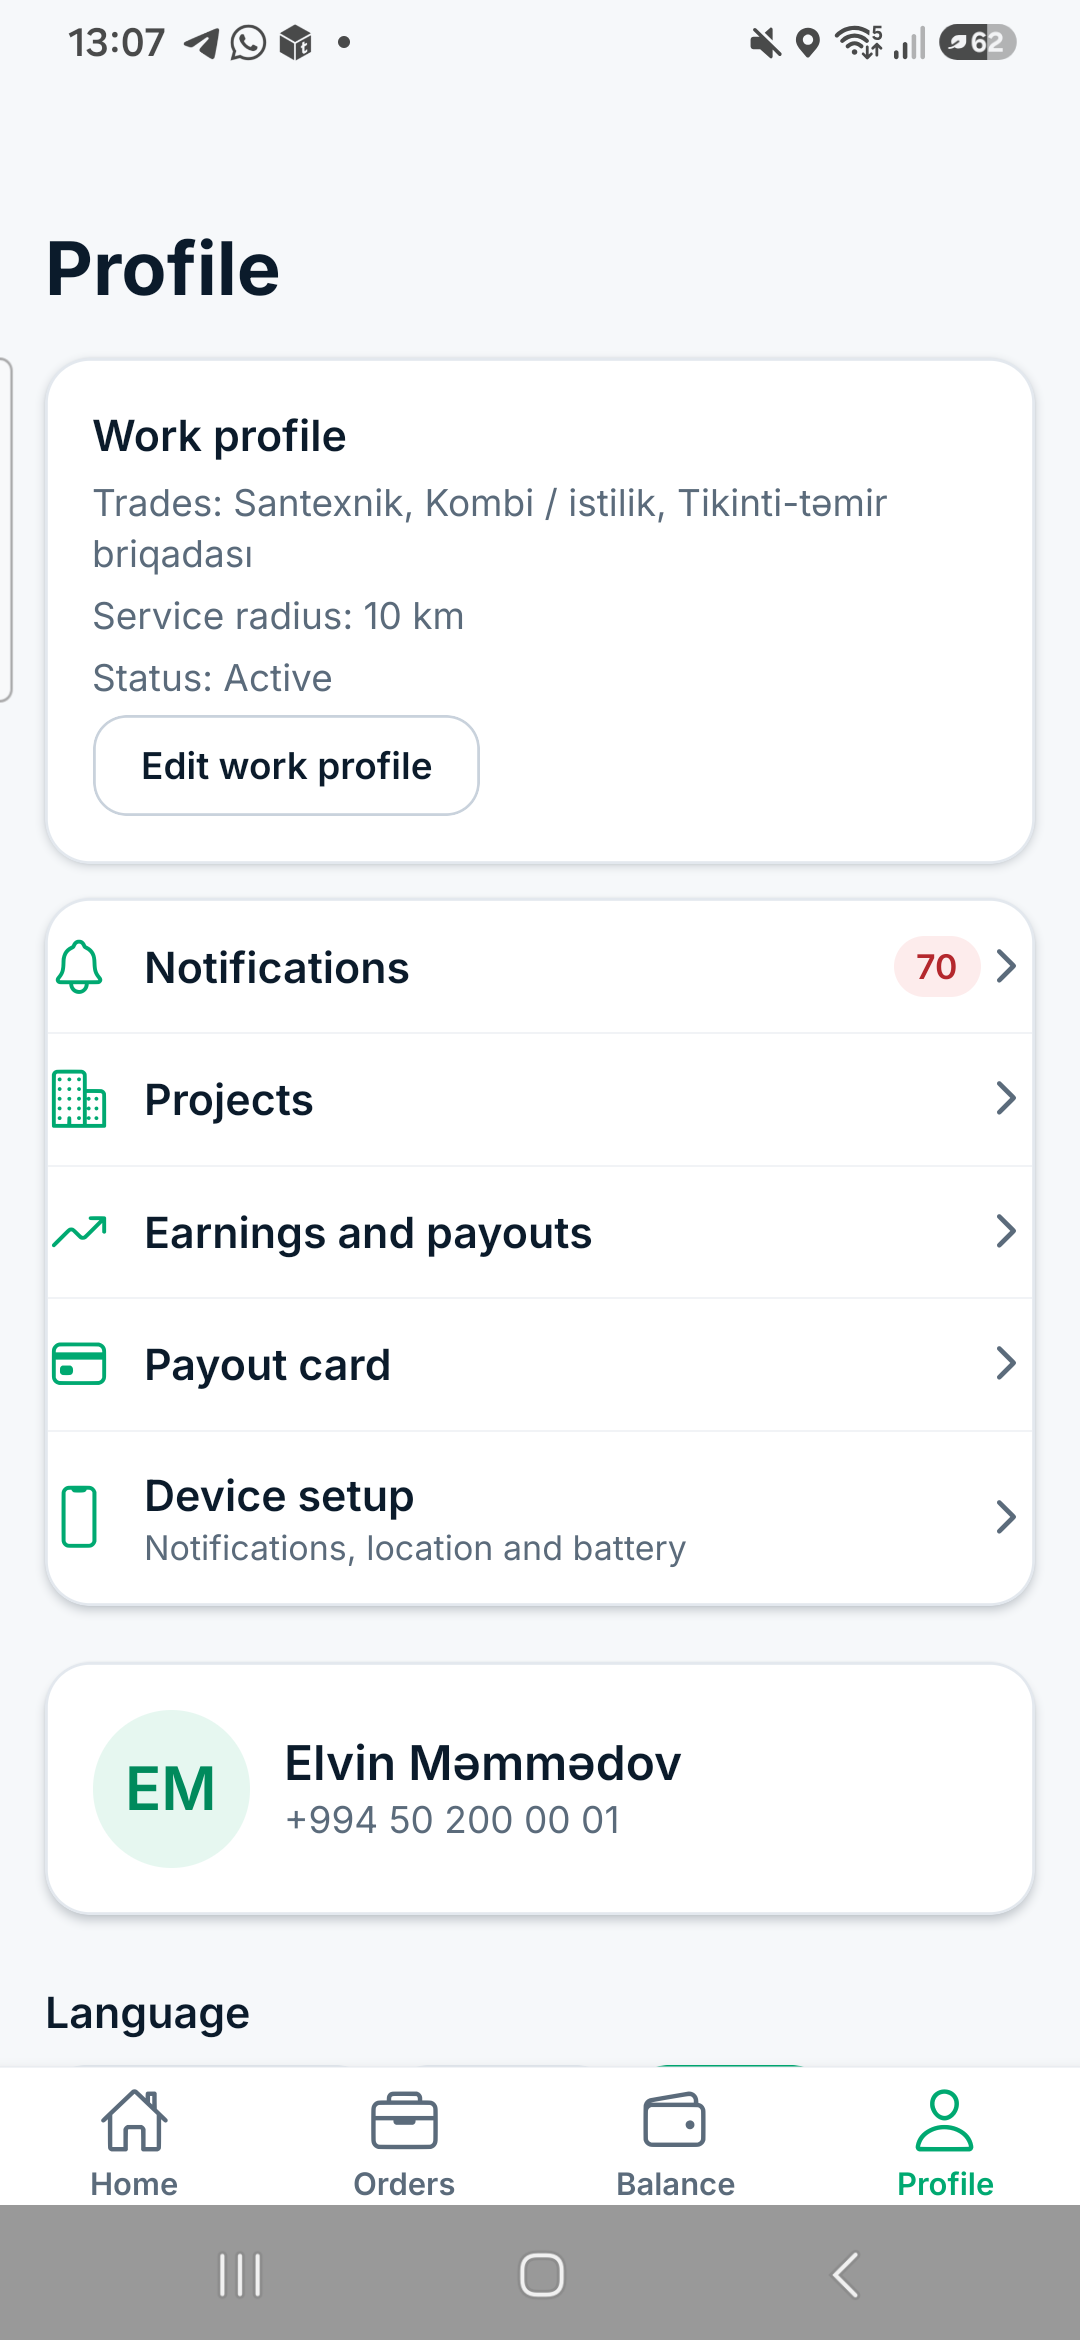 13:07
5
62
Profile
Work profile
Trades: Santexnik, Kombi / istilik, Tikinti-təmir
briqadası
Service radius: 10 km
Status: Active
Edit work profile
Notifications
70
Projects
Earnings and payouts
Payout card
Device setup
Notifications, location and battery
EM
Elvin Məmmədov
+994 50 200 00 01
Language
Home
Orders
Balance
Profile